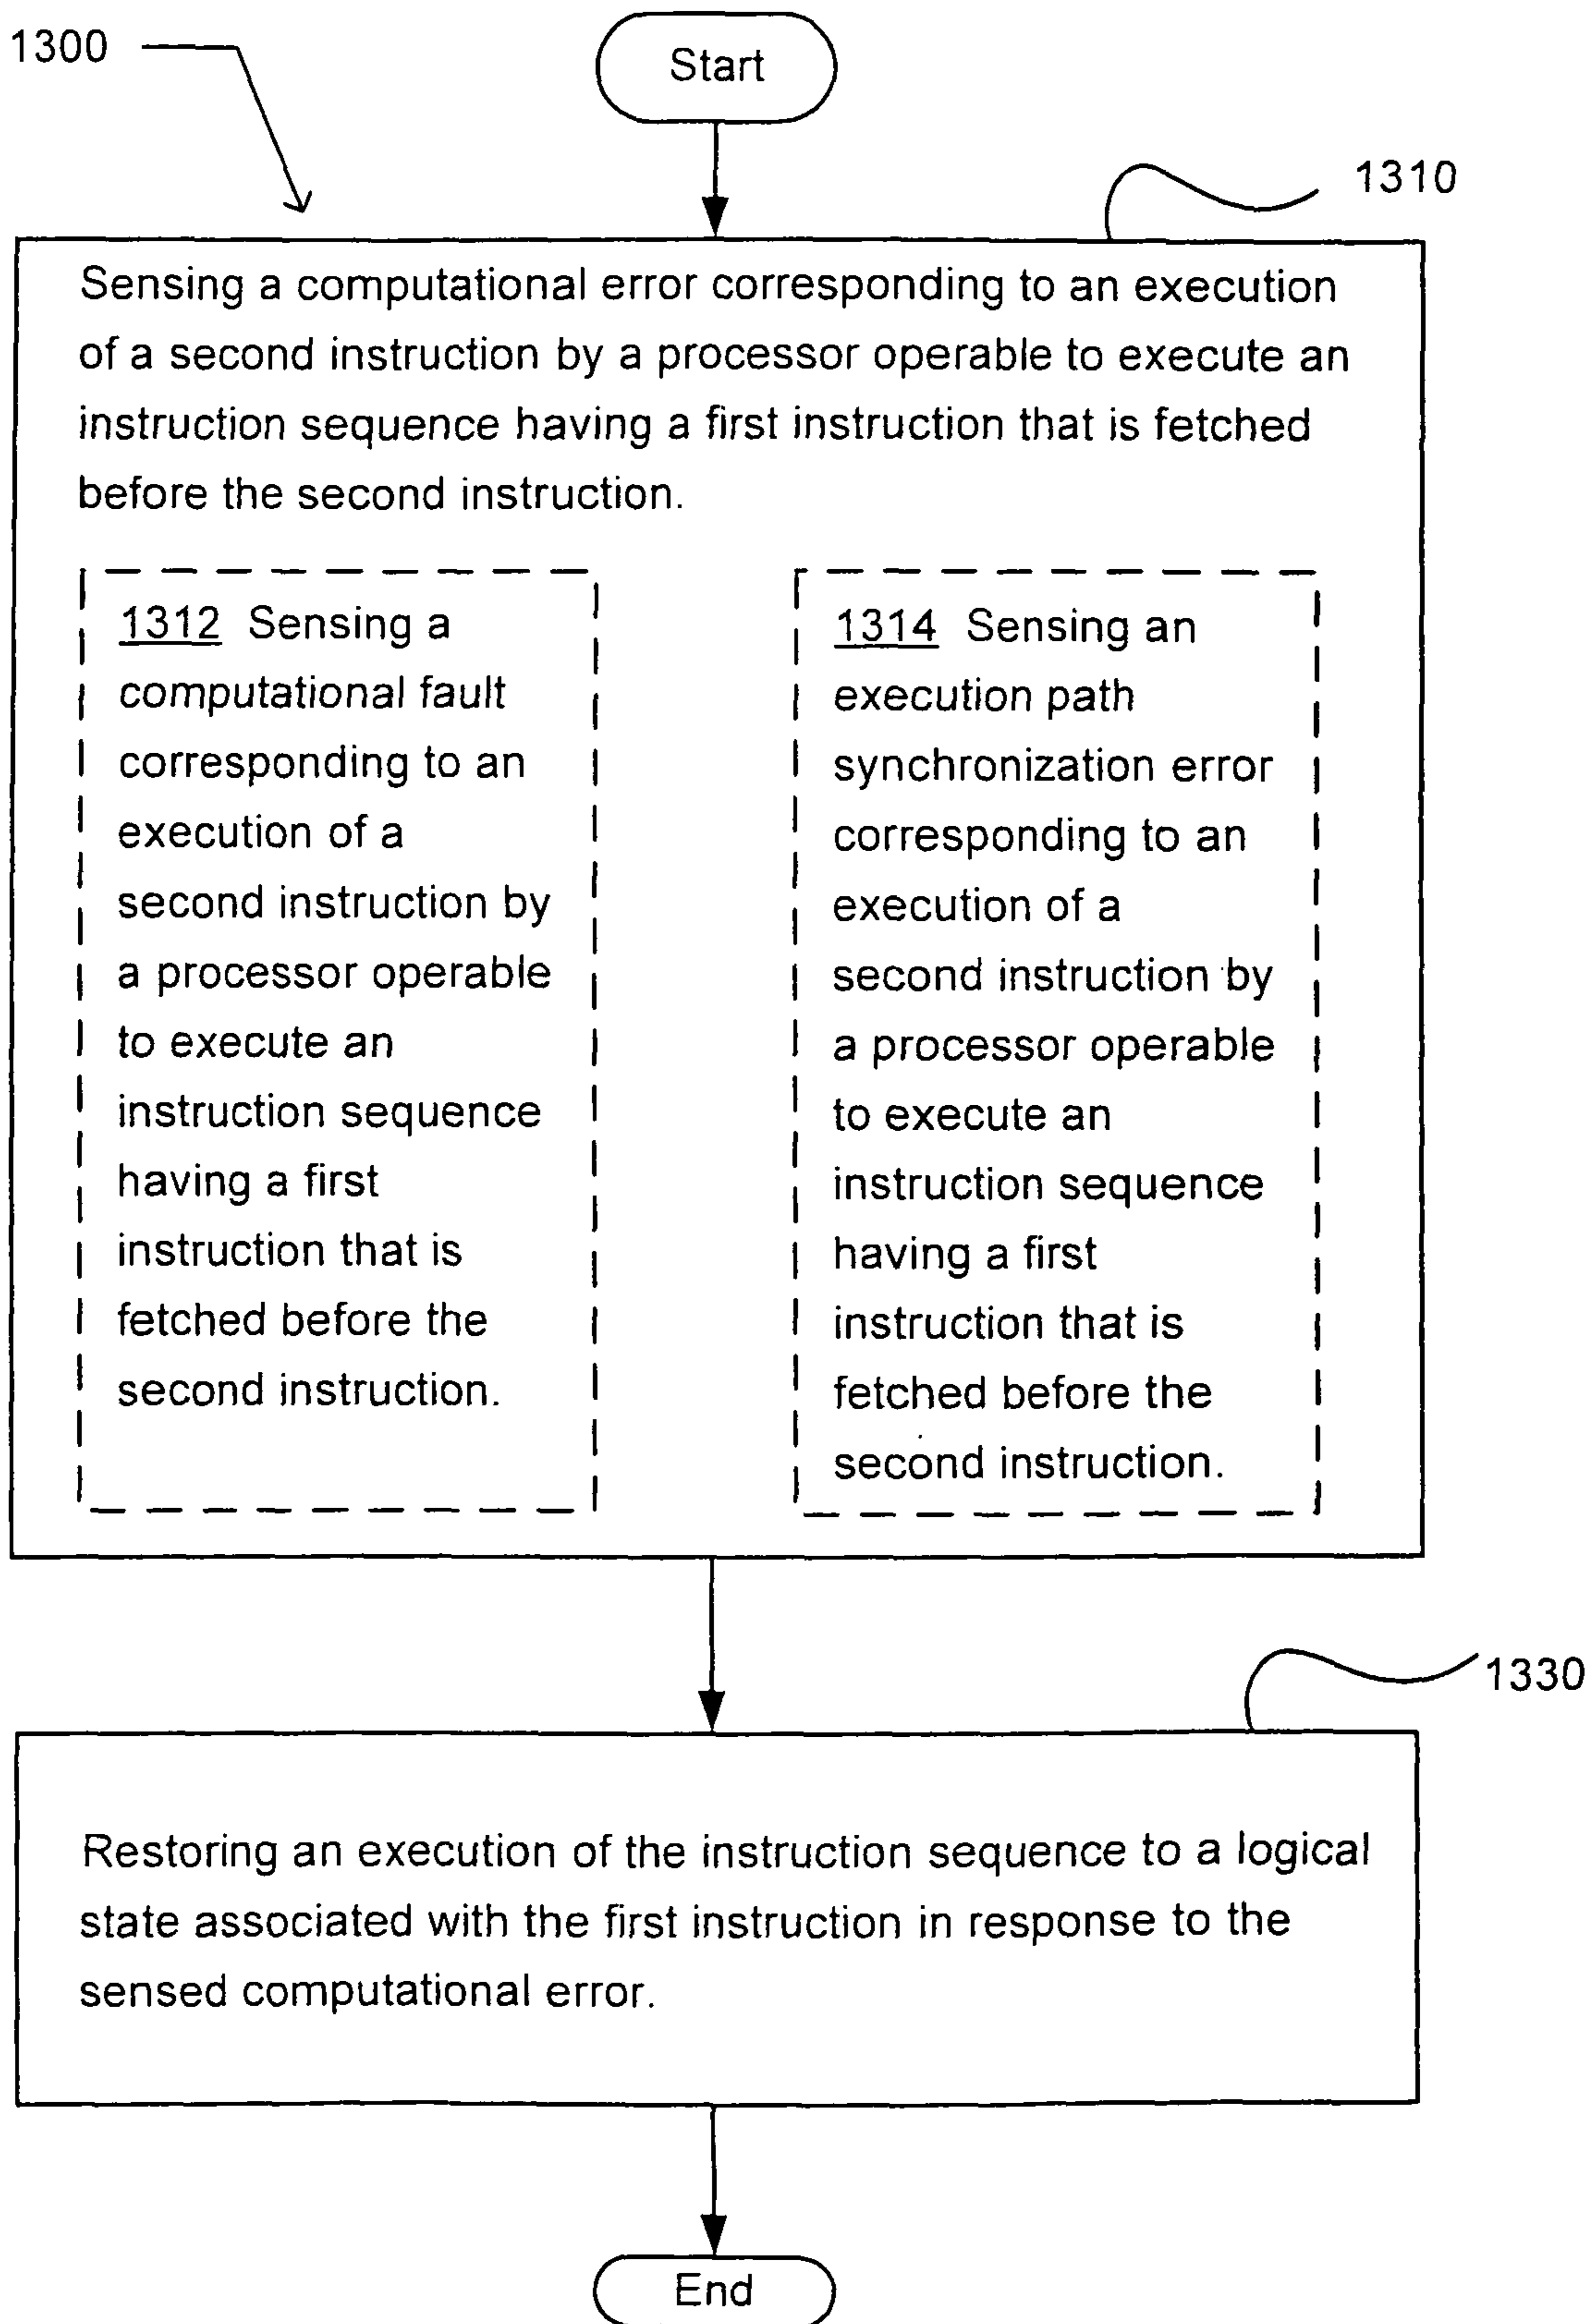 1300
Start
1310
Sensing a computational error corresponding to an execution
of a second instruction by a processor operable to execute an
instruction sequence having a first instruction that is fetched
before the second instruction.
1312 Sensing a
computational fault
corresponding to an
execution of a
second instruction by
a processor operable
to execute an
instruction sequence
having a first
instruction that is
fetched before the
second instruction.
1314 Sensing an
execution path
synchronization error
corresponding to an
execution of a
second instruction by
a processor operable
to execute an
instruction sequence
having a first
instruction that is
fetched before the
second instruction.
1330
Restoring an execution of the instruction sequence to a logical
state associated with the first instruction in response to the
sensed computational error.
End